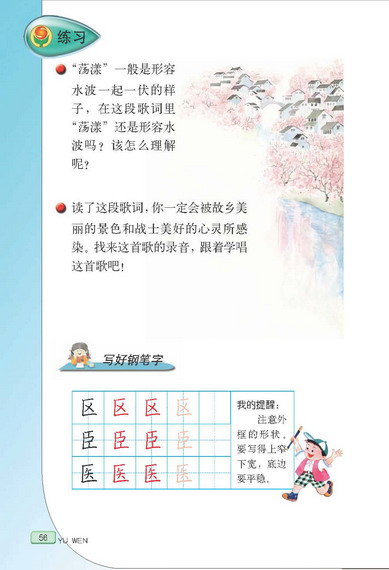 练习
“荡漾”一般是形容
水波一起一伏的样
子，在这段歌词里
“荡漾”还是形容水
波吗？该怎么理解
呢？
读了这段歌词，你一定会被故乡美
丽的景色和战士美好的心灵所感
染。找来这首歌的录音，跟着学唱
这首歌吧！
写好钢笔字
区 区 区 区
臣 臣 臣
医 医 医 医
我的提醒：
注意外
框的形状。
要写得上窄
下宽，底边
要平稳。
56 YU WEN